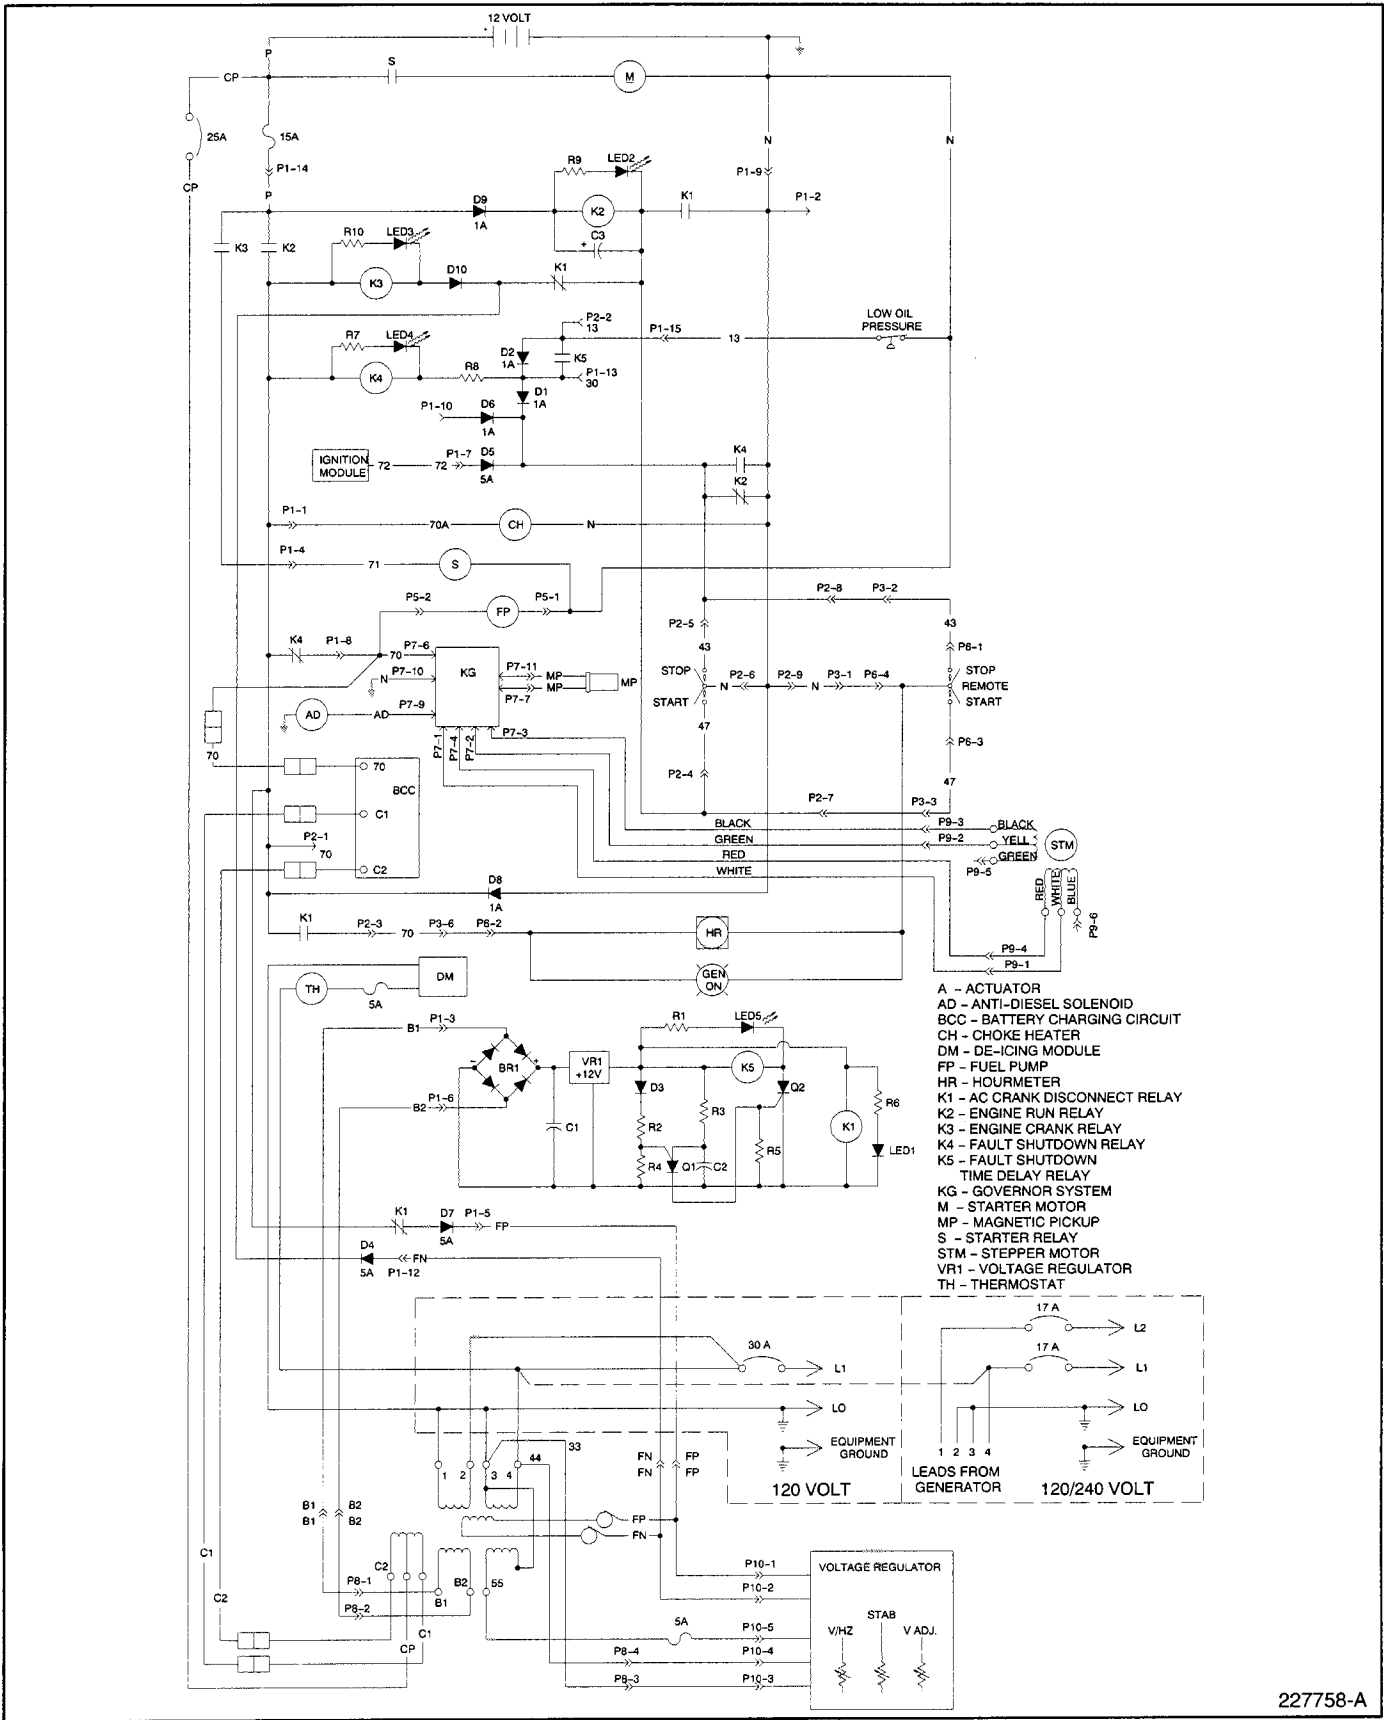 12 VOLT
+
P
S
CP
M
25A
15A
N
N
R9
LED2
P1-14
P1-9
CP
P
D9
K2
K1
P1-2
1A
R10
LED3
+
C3
K3
K2
D10
K1
K3
P2-2
13
P1-15
13
LOW OIL
PRESSURE
R7
LED4
D2
1A
K5
K4
R8
P1-13
30
D1
1A
P1-10
D6
1A
IGNITION
MODULE
72
72
P1-7
D5
5A
K4
K2
P1-1
70A
CH
N
P1-4
71
S
P2-8
P3-2
P5-2
FP
P5-1
P2-5
43
43
K4
P1-8
70
P7-6
KG
P7-11
MP
MP
P6-1
N
P7-10
MP
P7-7
STOP
START
N
P2-6
P2-9
N
P3-1
P6-4
STOP
REMOTE
START
AD
AD
P7-9
P7-1
P7-4
P7-2
P7-3
47
P6-3
70
70
BCC
P2-4
47
C1
P2-7
P3-3
P2-1
70
C2
BLACK
P9-3
BLACK
GREEN
P9-2
YELL
STM
RED
GREEN
P9-5
WHITE
RED
WHITE
BLUE
D8
1A
P9-6
K1
P2-3
70
P3-6
P6-2
HR
P9-4
P9-1
GEN
ON
TH
5A
DM
A - ACTUATOR
AD - ANTI-DIESEL SOLENOID
BCC - BATTERY CHARGING CIRCUIT
CH - CHOKE HEATER
DM - DE-ICING MODULE
FP - FUEL PUMP
HR - HOURMETER
K1 - AC CRANK DISCONNECT RELAY
K2 - ENGINE RUN RELAY
K3 - ENGINE CRANK RELAY
K4 - FAULT SHUTDOWN RELAY
K5 - FAULT SHUTDOWN
TIME DELAY RELAY
KG - GOVERNOR SYSTEM
M - STARTER MOTOR
MP - MAGNETIC PICKUP
S - STARTER RELAY
STM - STEPPER MOTOR
VR1 - VOLTAGE REGULATOR
TH - THERMOSTAT
B1
P1-3
R1
LED5
-
BR1
+
VR1
+12V
K5
D3
Q2
B2
P1-6
R6
C1
R2
R3
K1
R4
Q1
C2
R5
LED1
K1
D7
5A
P1-5
FP
D4
5A
FN
P1-12
17 A
L2
30 A
17 A
L1
L1
LO
LO
33
EQUIPMENT
GROUND
EQUIPMENT
GROUND
1
2
3
4
44
FN
FN
FP
FP
1 2 3 4
LEADS FROM
GENERATOR
120 VOLT
120/240 VOLT
B1
B1
B2
B2
FP
FN
C1
C2
P8-1
B1
B2
55
P10-1
VOLTAGE REGULATOR
P10-2
C2
P8-2
C1
CP
5A
P10-5
V/HZ
STAB
V ADJ.
P8-4
P10-4
P8-3
P10-3
227758-A